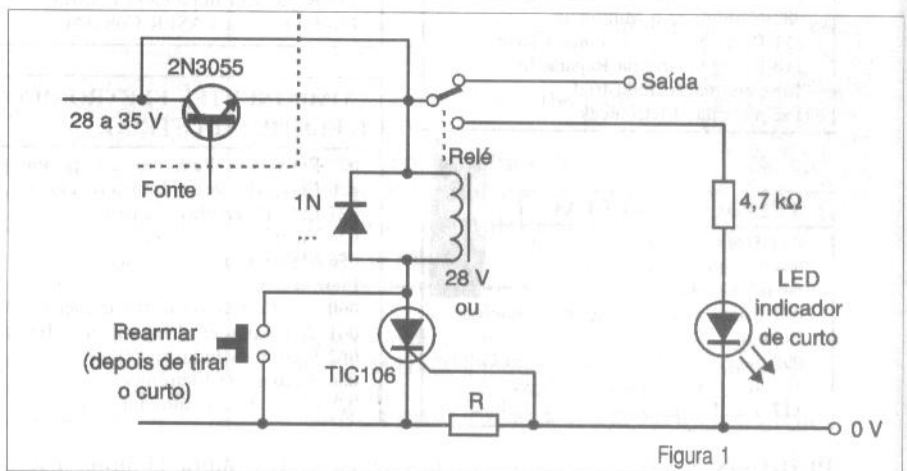 2N3055
Saída
28 a 35 V
Fonte
Relé
1N
...
4,7 kΩ
28 V
ou
LED
indicador
de curto
Rearmar
(depois de tirar
o curto)
TIC106
R
0 V
Figura 1